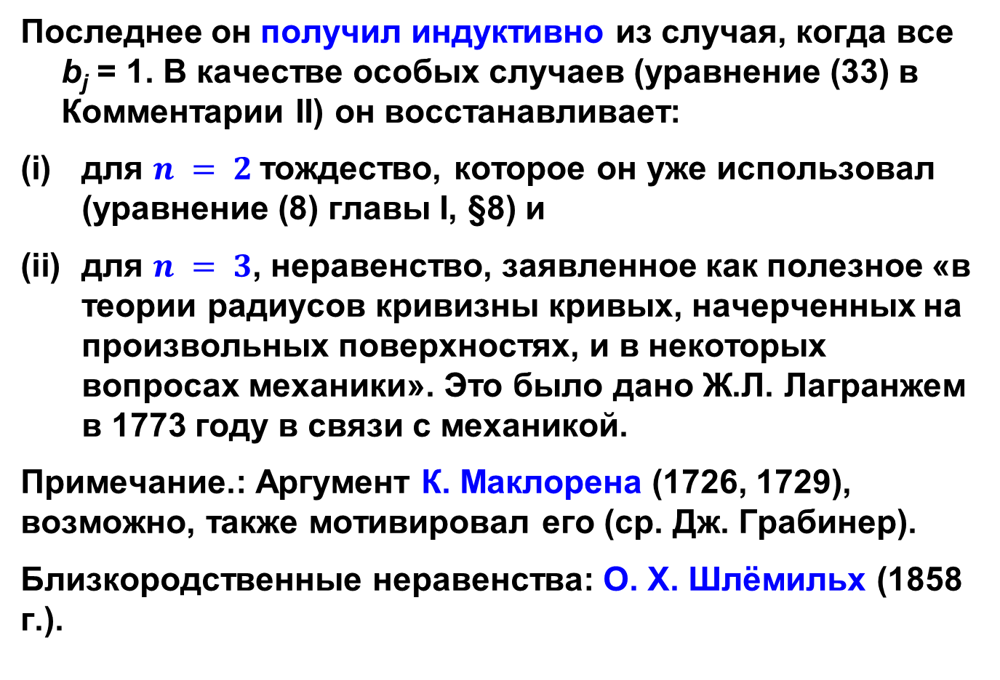 Последнее он получил индуктивно из случая, когда все
bj = 1. В качестве особых случаев (уравнение (33) в
Комментарии II) он восстанавливает:
(i) для n = 2 тождество, которое он уже использовал
(уравнение (8) главы I, §8) и
(ii) для n = 3, неравенство, заявленное как полезное «в
теории радиусов кривизны кривых, начерченных на
произвольных поверхностях, и в некоторых
вопросах механики». Это было дано Ж.Л. Лагранжем
в 1773 году в связи с механикой.
Примечание.: Аргумент К. Маклорена (1726, 1729),
возможно, также мотивировал его (ср. Дж. Грабинер).
Близкородственные неравенства: О. Х. Шлёмильх (1858
г.).